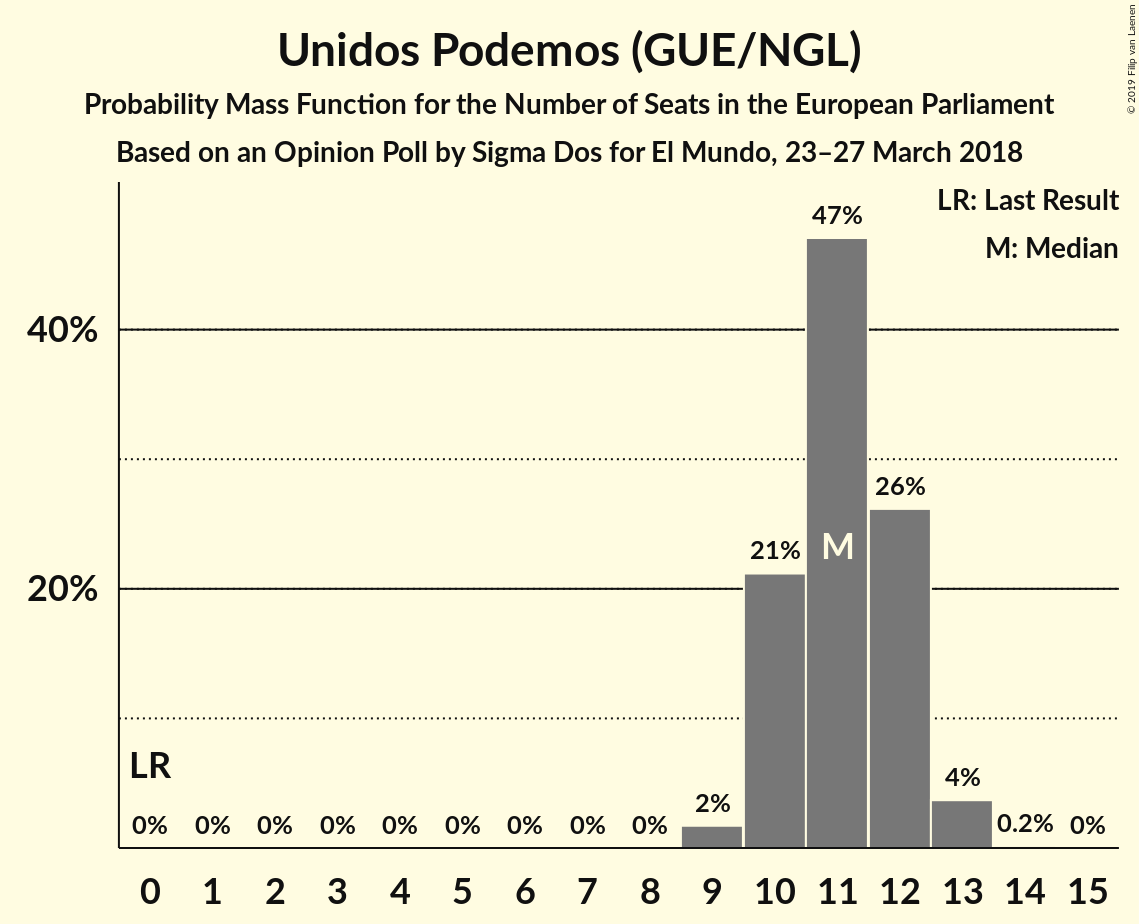 Unidos Podemos (GUE/NGL)
Probability Mass Function for the Number of Seats in the European Parliament
Based on an Opinion Poll by Sigma Dos for El Mundo, 23–27 March 2018
© 2019 Filip van Laenen
LR: Last Result
M: Median
47%
40%
26%
21%
M
20%
LR
4%
2%
0% 0% 0% 0% 0% 0% 0% 0% 0% 0.2% 0%
0 1 2 3 4 5 6 7 8 9 10 11 12 13 14 15